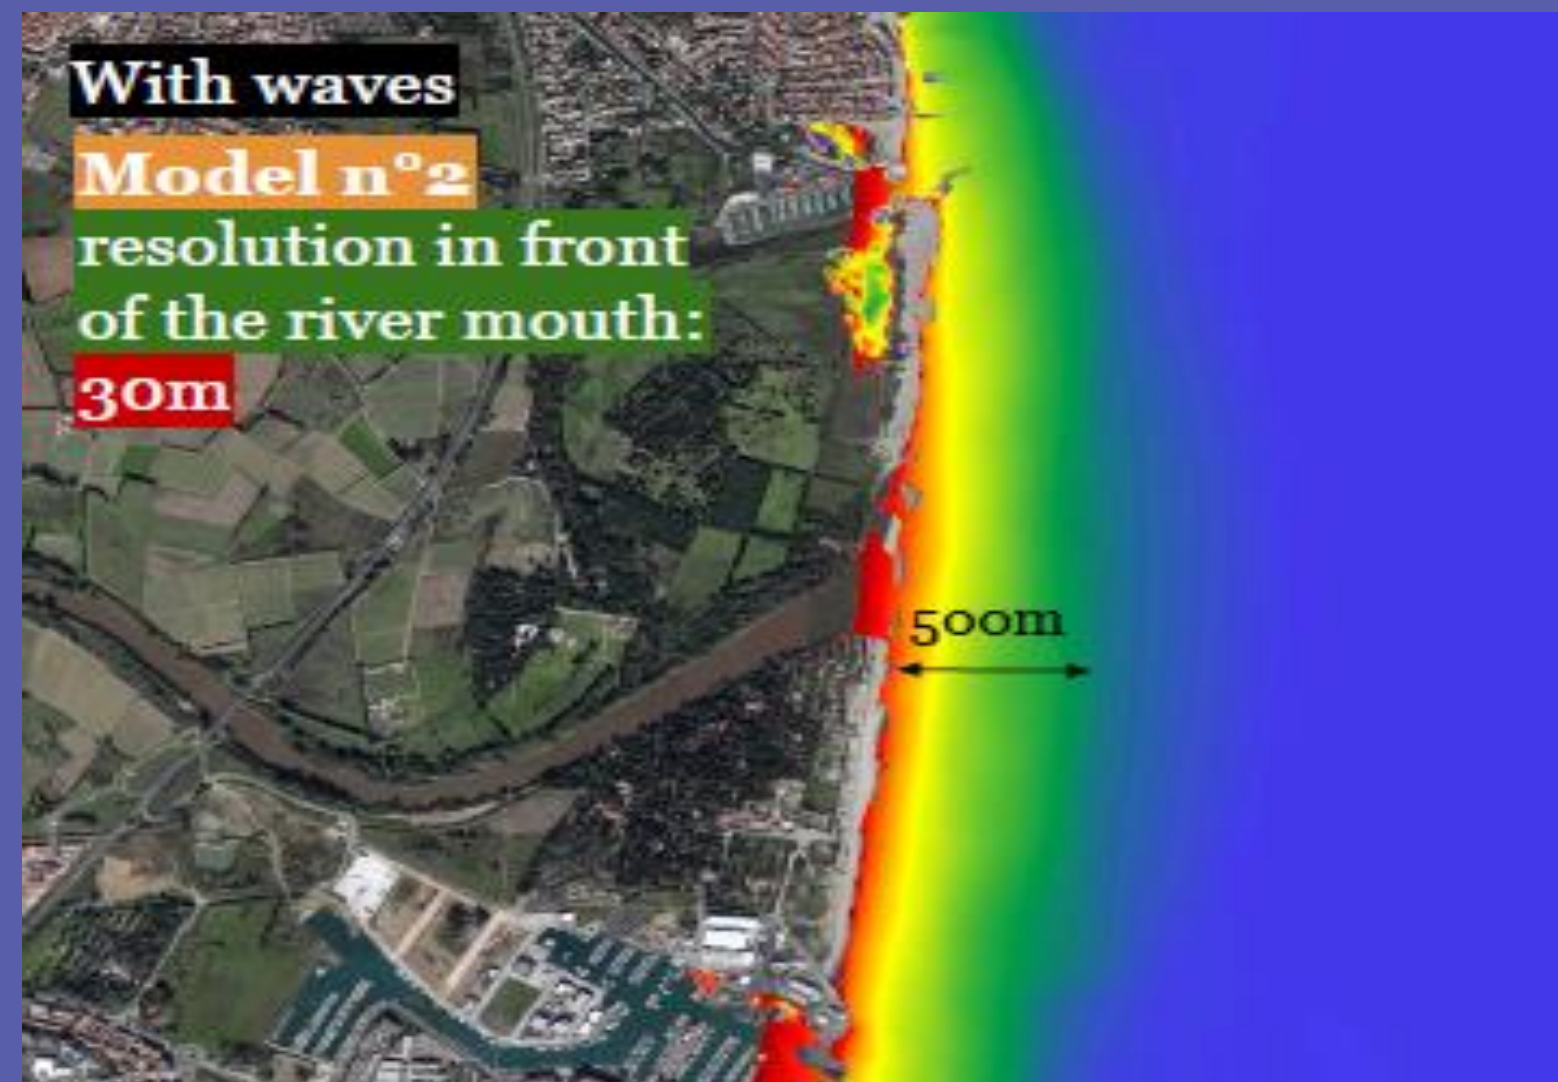 With waves
Model n°2
resolution in front
of the river mouth:
30m
500m